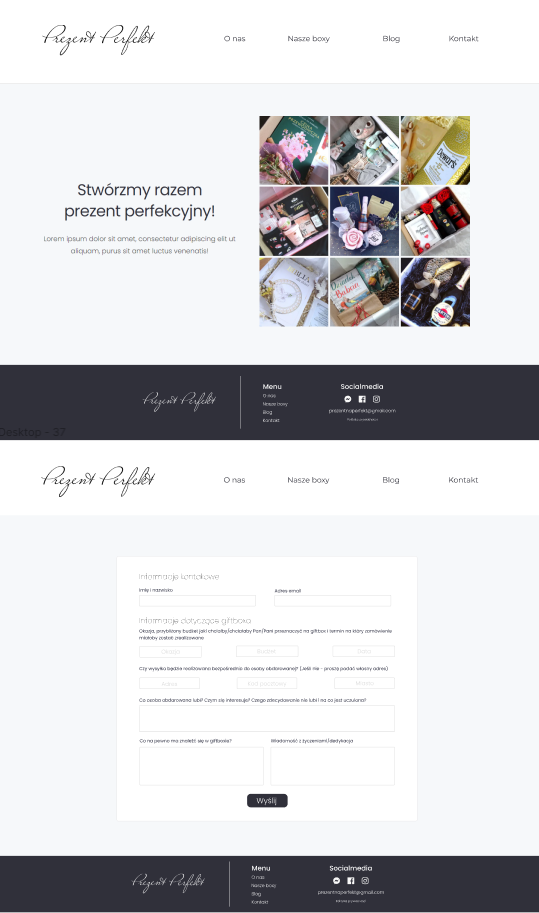 Prezent Perfekt
O nas Nasze boxy Blog Kontakt
Stwórzmy razem
prezent perfekcyjny!
Lorem ipsum dolor sit amet, consectetur adipiscing elit ut
aliquam, purus sit amet luctus venenatis!
Dewar's
Prezent Perfekt
Menu
O nas
Nasze boxy
Blog
Kontakt
Socialmedia
prezentnaperfekt@gmail.com
Desktop - 37
Prezent Perfekt
O nas Nasze boxy Blog Kontakt
Informacje kontakowe
Imię i nazwisko
Adres email
Informacje dotyczące giftboxa
Okazja, przybliżony budżet jaki chciałby/chciałaby Pan/Pani przeznaczyć na giftbox i termin na który zamówienie
miałoby zostać zrealizowane
Okazja Budżet Data
Czy wysyłka będzie realizowana bezpośrednio do osoby obdarowanej? (Jeśli nie - proszę podać własny adres)
Adres Kod pocztowy Miasto
Co osoba obdarowana lubi? Czym się interesuje? Czego zdecydowanie nie lubi i na co jest uczulona?
Co na pewno ma znaleźć się w giftboxie?
Wiadomość z życzeniami/dedykacja
Wyślij
Prezent Perfekt
Menu
O nas
Nasze boxy
Blog
Kontakt
Socialmedia
prezentnaperfekt@gmail.com